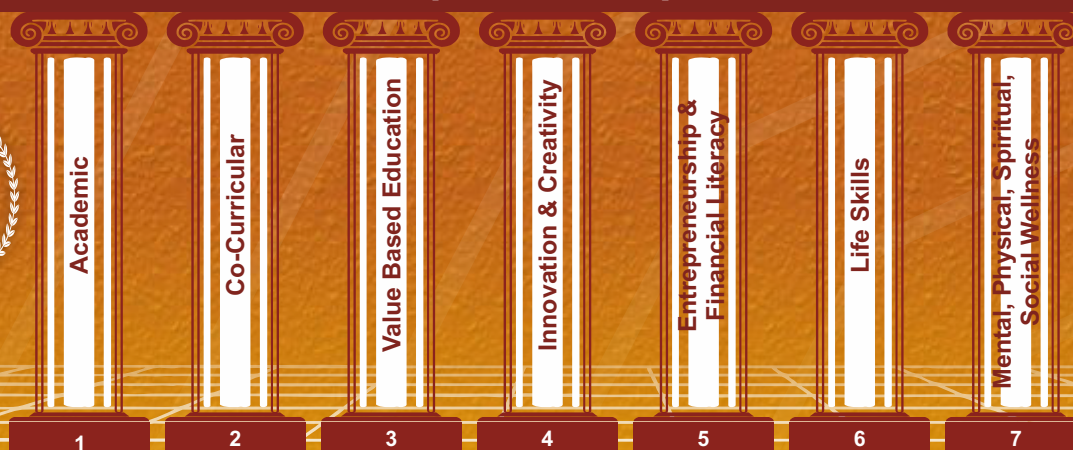 Academic
Co-Curricular
Value Based Education
Innovation & Creativity
Entrepreneurship &
Financial Literacy
Life Skills
Mental, Physical, Spiritual,
Social Wellness
1
2
3
4
5
6
7